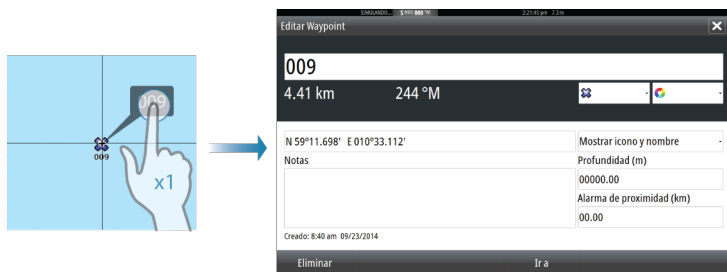 SIMULANDO... 2:21:45 pm 7.3 m
Editar Waypoint
009
4.41 km 244 °M
009
009
x1
N 59°11.698' E 010°33.112' Mostrar icono y nombre
Notas Profundidad (m)
00000.00
Alarma de proximidad (km)
00.00
Creado: 8:40 am 09/23/2014
Eliminar Ir a